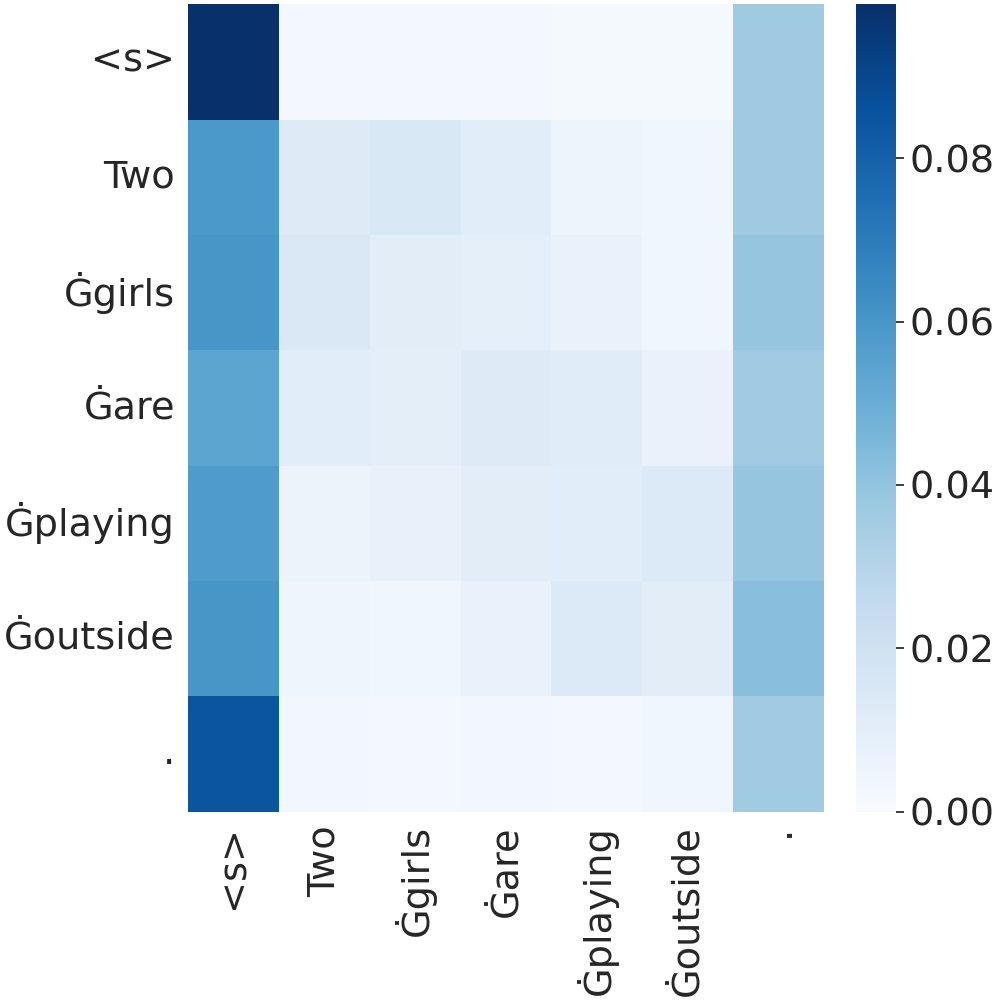 <s>
Two
Ġgirls
Ġare
Ġplaying
Ġoutside
.
<s>
Two
Ġgirls
Ġare
Ġplaying
Ġoutside
.
0.08
0.06
0.04
0.02
0.00